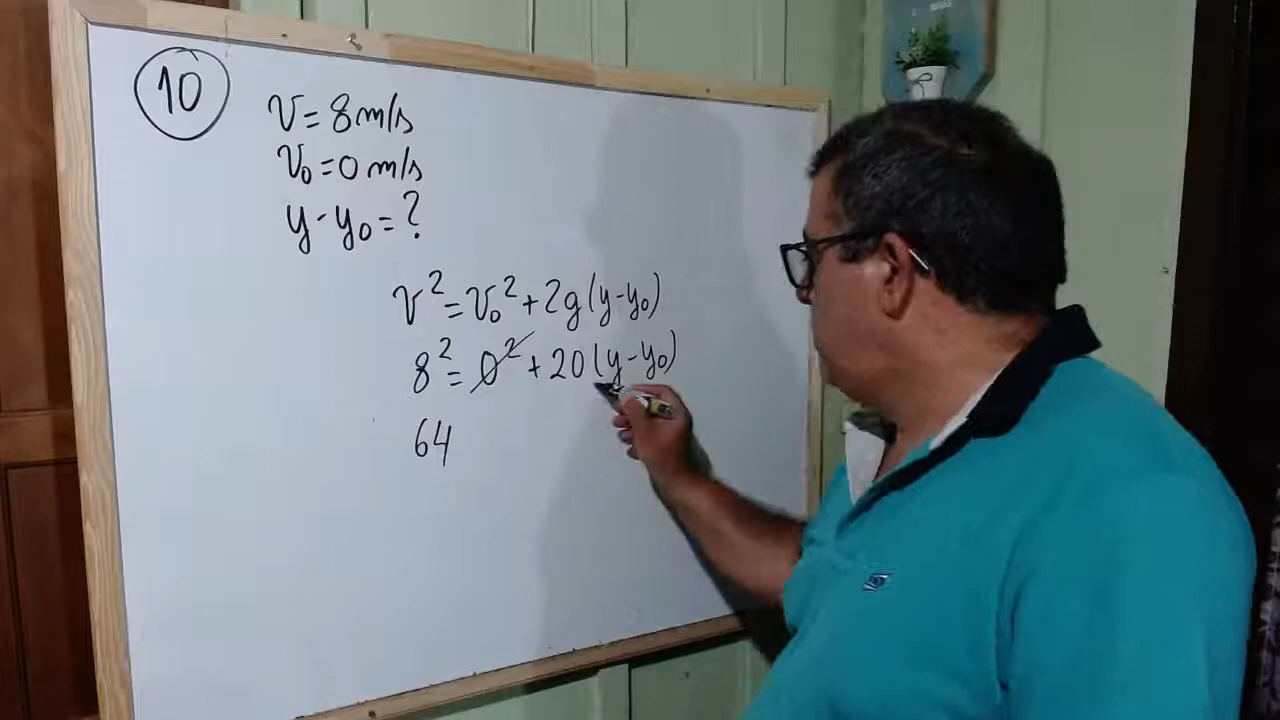 10
v = 8 m/s
v₀ = 0 m/s
y - y₀ = ?
v² = v₀² + 2g(y-y₀)
8² = 0² + 20(y-y₀)
64